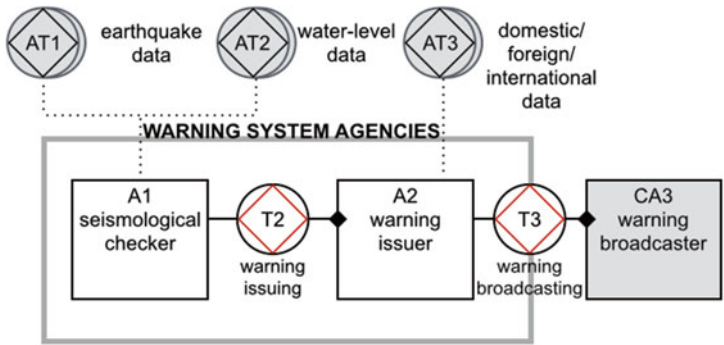 AT1
earthquake
data
AT2
water-level
data
AT3
domestic/
foreign/
international
data
WARNING SYSTEM AGENCIES
A1
seismological
checker
T2
warning
issuing
A2
warning
issuer
T3
warning
broadcasting
CA3
warning
broadcaster